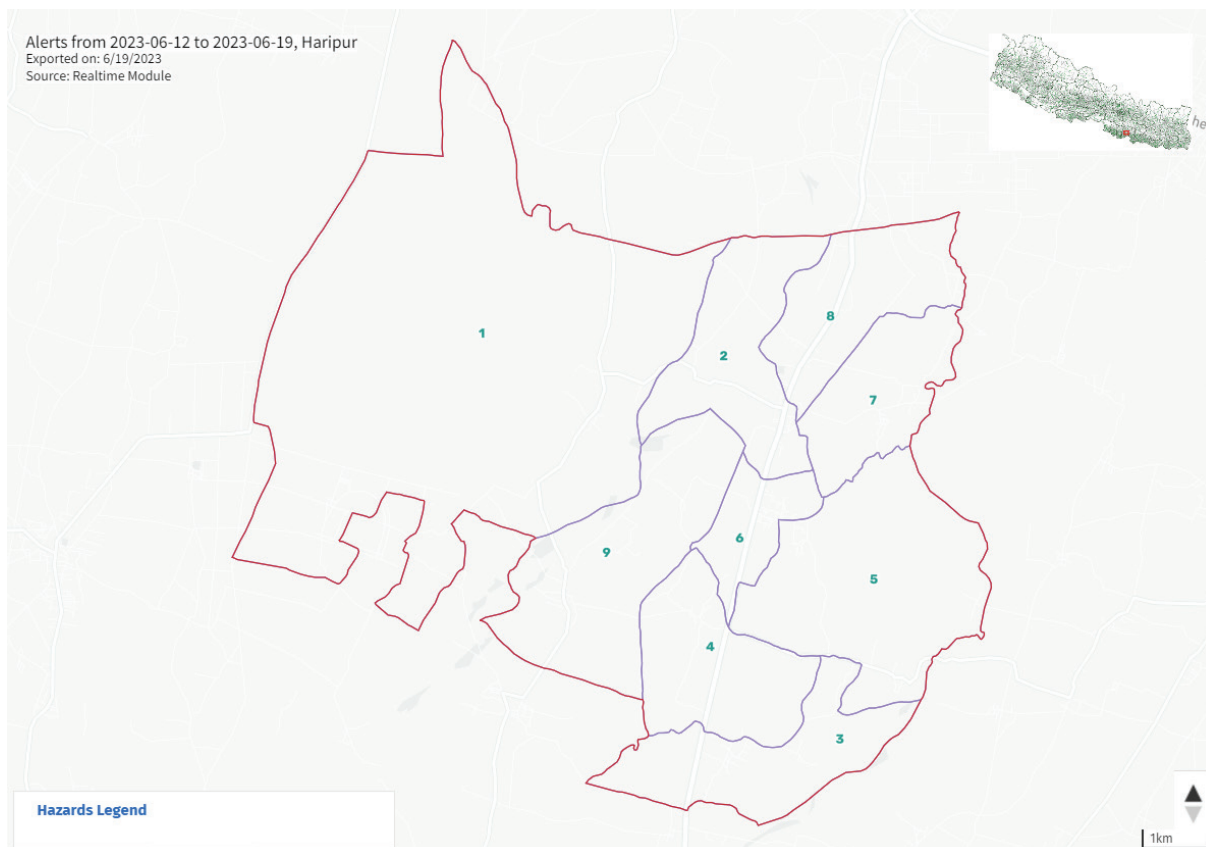 Alerts from 2023-06-12 to 2023-06-19, Haripur
Exported on: 6/19/2023
Source: Realtime Module
he
8
1
2
7
6
9
5
4
3
Hazards Legend
1km